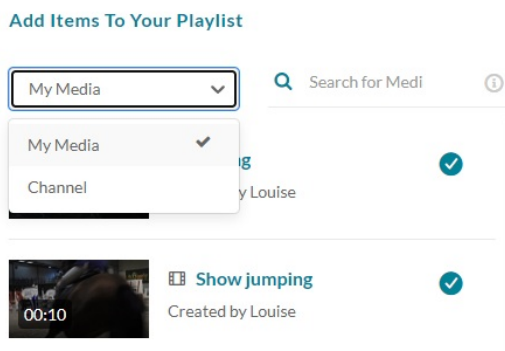 Add Items To Your Playlist
My Media
Search for Medi
My Media
Channel
y Louise
Show jumping
Created by Louise
00:10